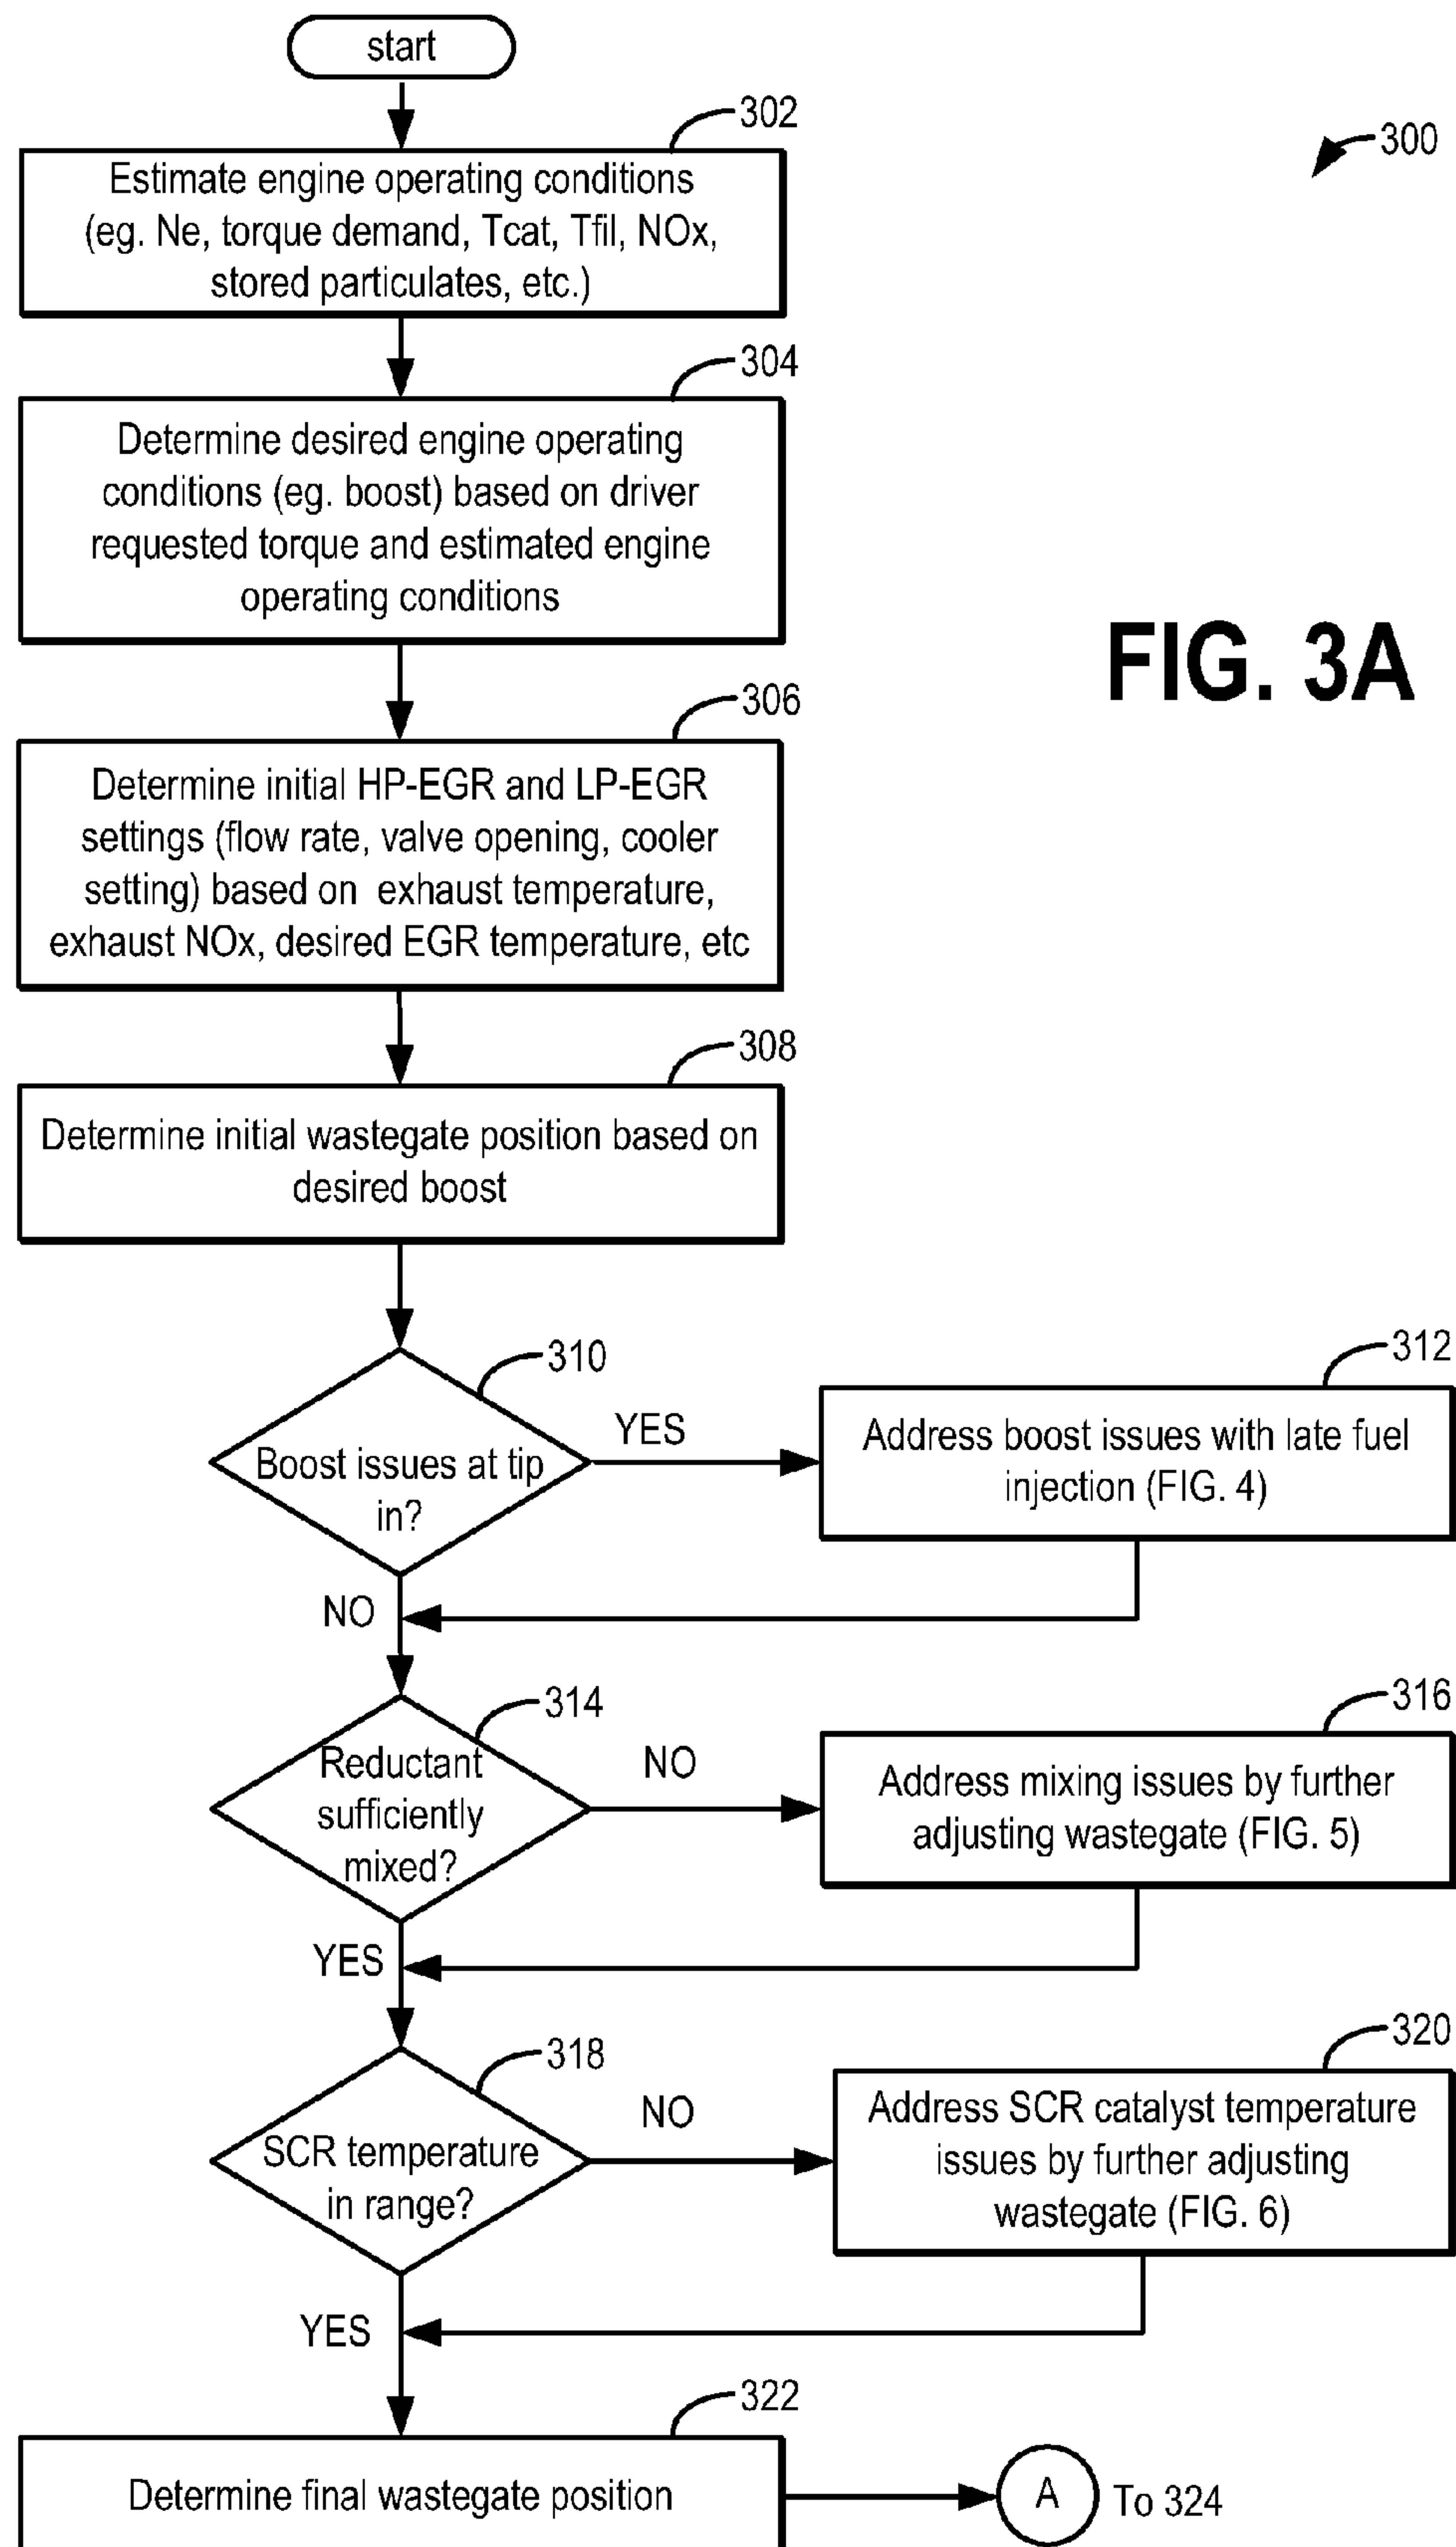 start
302
300
Estimate engine operating conditions
(eg. Ne, torque demand, Tcat, Tfil, NOx,
stored particulates, etc.)
304
Determine desired engine operating
conditions (eg. boost) based on driver
requested torque and estimated engine
operating conditions
FIG. 3A
306
Determine initial HP-EGR and LP-EGR
settings (flow rate, valve opening, cooler
setting) based on exhaust temperature,
exhaust NOx, desired EGR temperature, etc
308
Determine initial wastegate position based on
desired boost
310
Boost issues at tip
in?
YES
312
Address boost issues with late fuel
injection (FIG. 4)
NO
314
Reductant
sufficiently
mixed?
NO
316
Address mixing issues by further
adjusting wastegate (FIG. 5)
YES
318
SCR temperature
in range?
NO
320
Address SCR catalyst temperature
issues by further adjusting
wastegate (FIG. 6)
YES
322
Determine final wastegate position
A
To 324